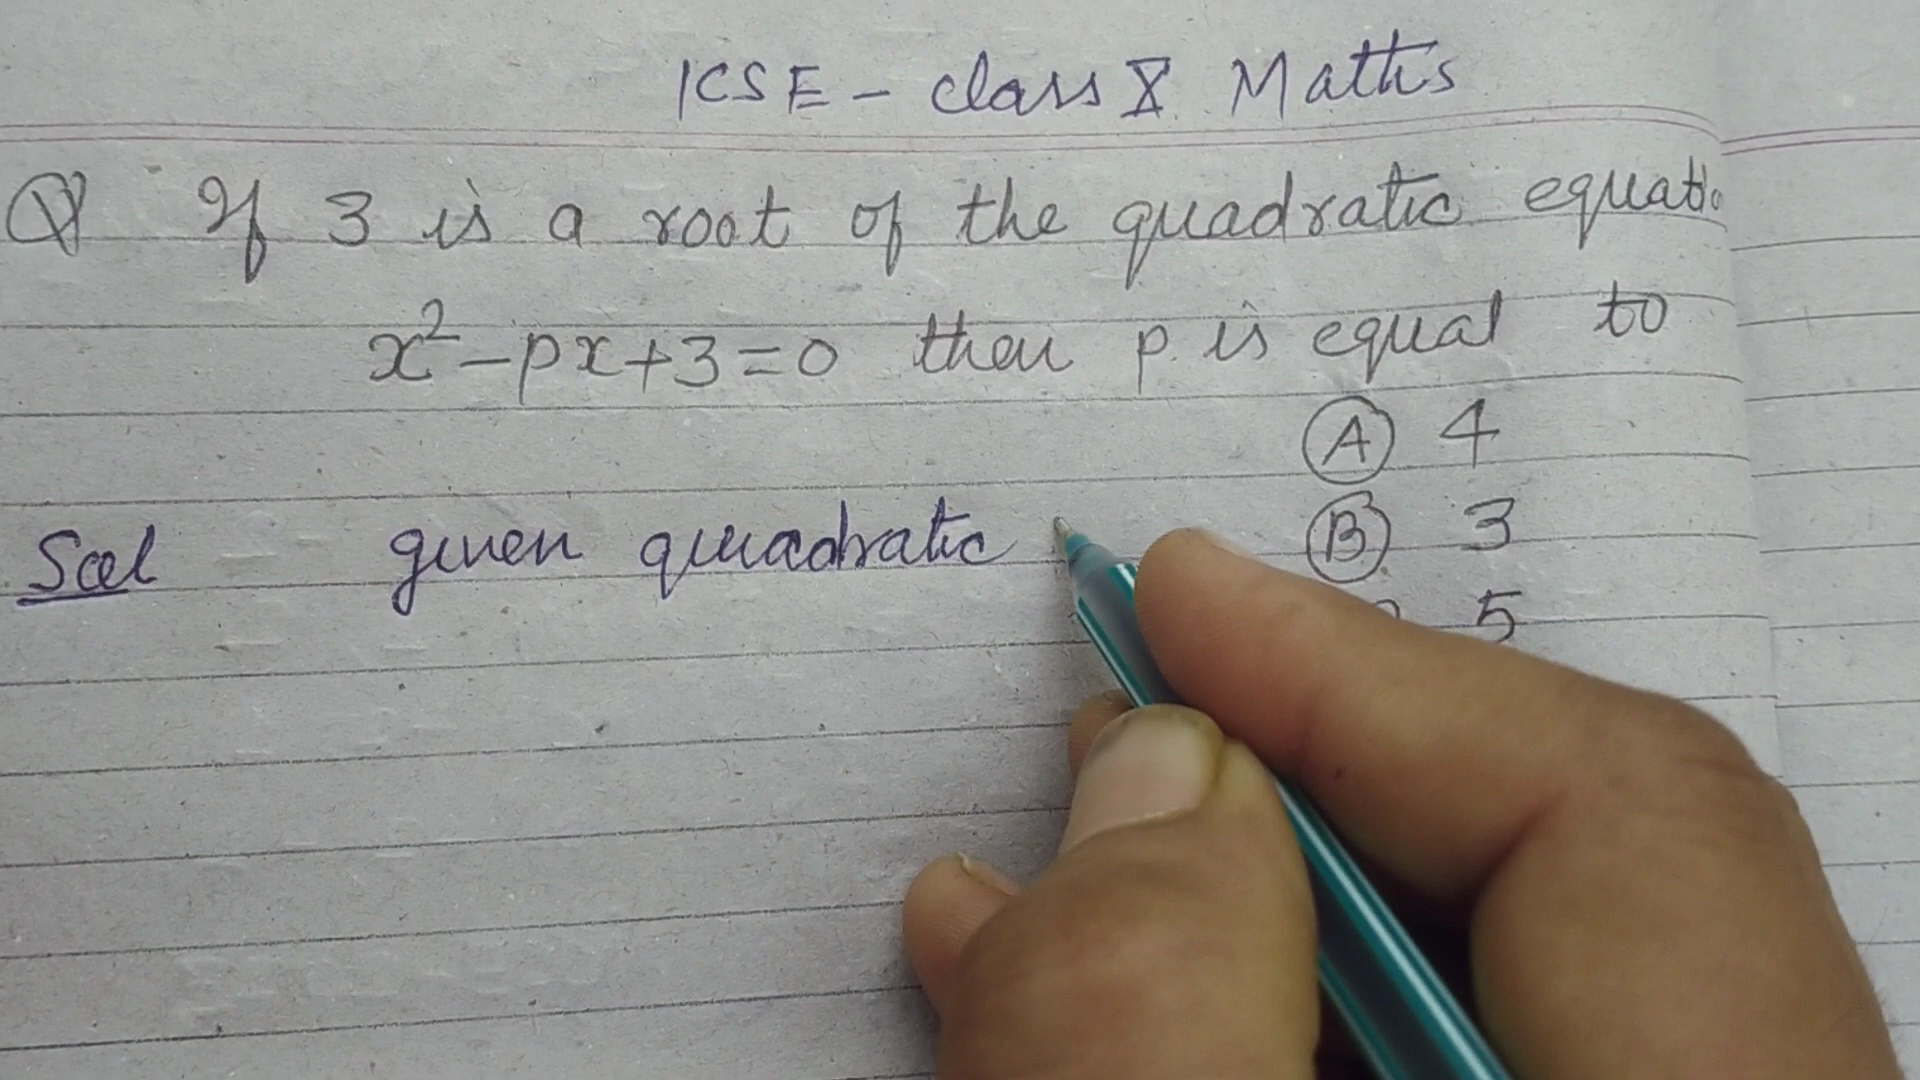 ICSE - class X Maths
Q If 3 is a root of the quadratic equatio
x² - px + 3 = 0 then p is equal to
(A) 4
Sol given quadratic (B) 3
5